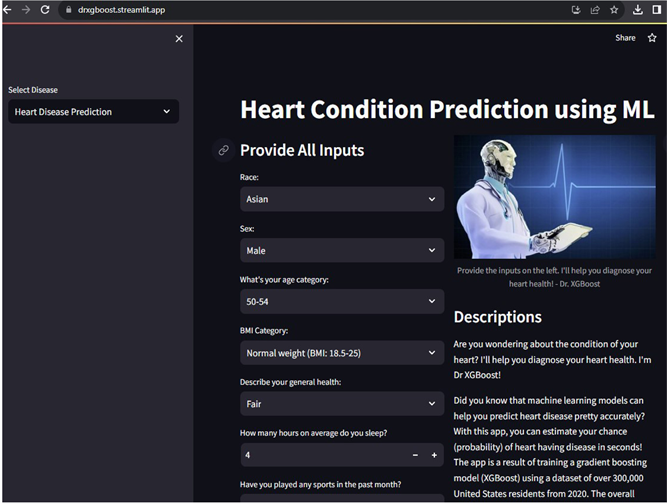 drxgboost.streamlit.app
Share
Select Disease
Heart Disease Prediction
Heart Condition Prediction using ML
Provide All Inputs
Race:
Asian
Sex:
Male
What's your age category:
50-54
BMI Category:
Normal weight (BMI: 18.5-25)
Describe your general health:
Fair
How many hours on average do you sleep?
4
Have you played any sports in the past month?
Provide the inputs on the left. I'll help you diagnose your
heart health! - Dr. XGBoost
Descriptions
Are you wondering about the condition of your
heart? I'll help you diagnose your heart health. I'm
Dr XGBoost!
Did you know that machine learning models can
help you predict heart disease pretty accurately?
With this app, you can estimate your chance
(probability) of heart having disease in seconds!
The app is a result of training a gradient boosting
model (XGBoost) using a dataset of over 300,000
United States residents from 2020. The overall